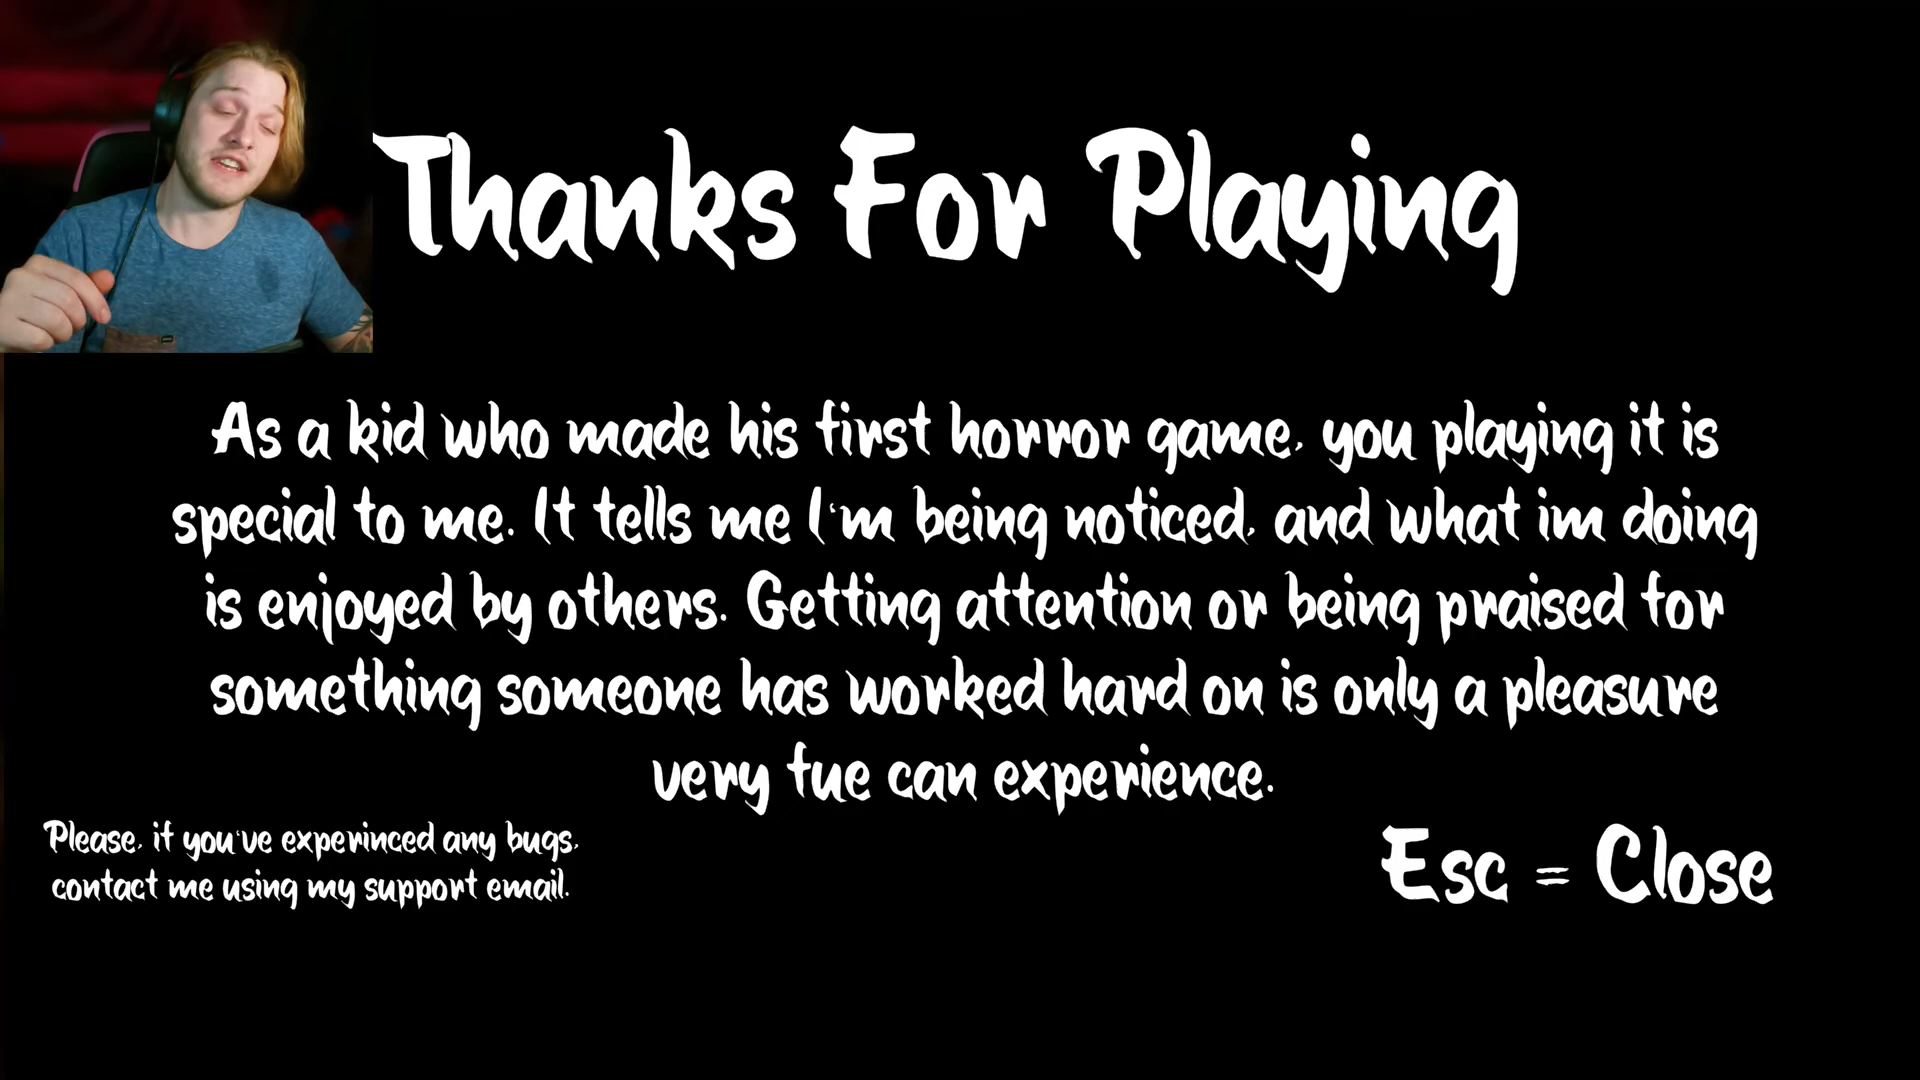 Thanks For Playing
As a kid who made his first horror game, you playing it is
special to me. It tells me I'm being noticed, and what im doing
is enjoyed by others. Getting attention or being praised for
something someone has worked hard on is only a pleasure
very fue can experience.
Please, if you've experinced any bugs,
contact me using my support email.
Esc = Close